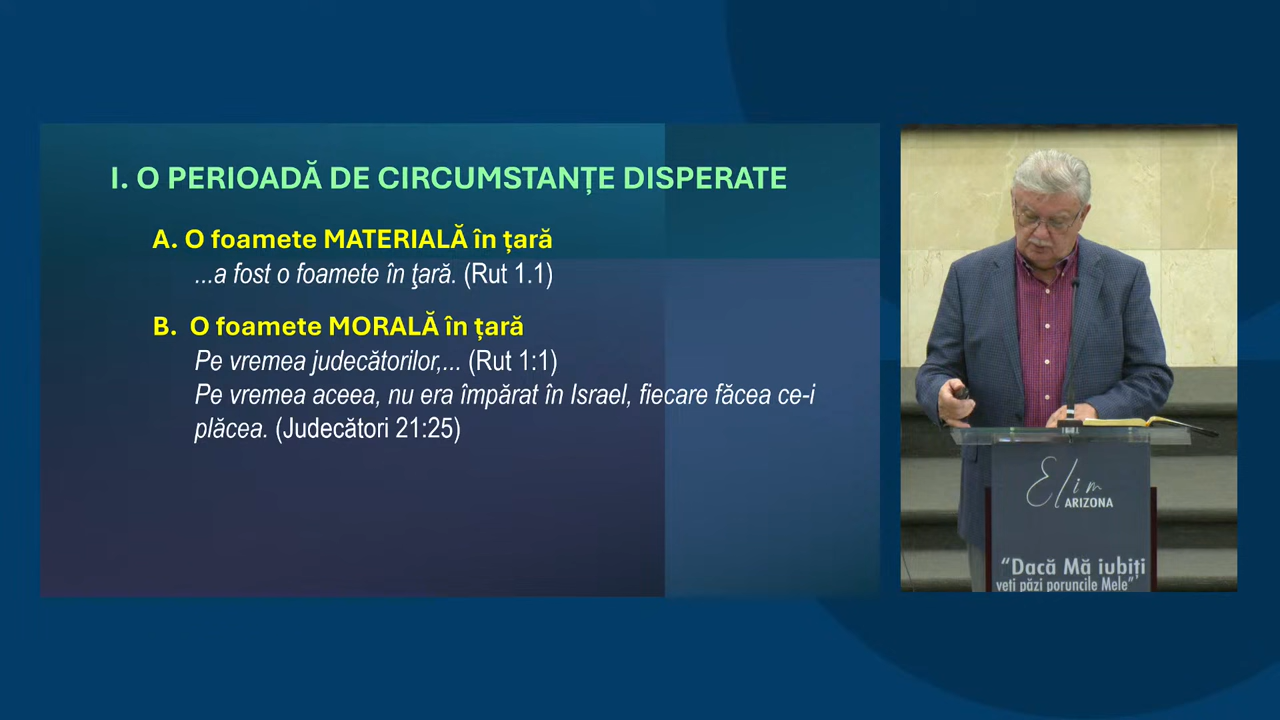 I. O PERIOADĂ DE CIRCUMSTANȚE DISPERATE
A. O foamete MATERIALĂ în țară
...a fost o foamete în ţară. (Rut 1.1)
B. O foamete MORALĂ în țară
Pe vremea judecătorilor,... (Rut 1:1)
Pe vremea aceea, nu era împărat în Israel, fiecare făcea ce-i
plăcea. (Judecători 21:25)
Elim
ARIZONA
“Dacă Mă iubiți
veți păzi poruncile Mele”